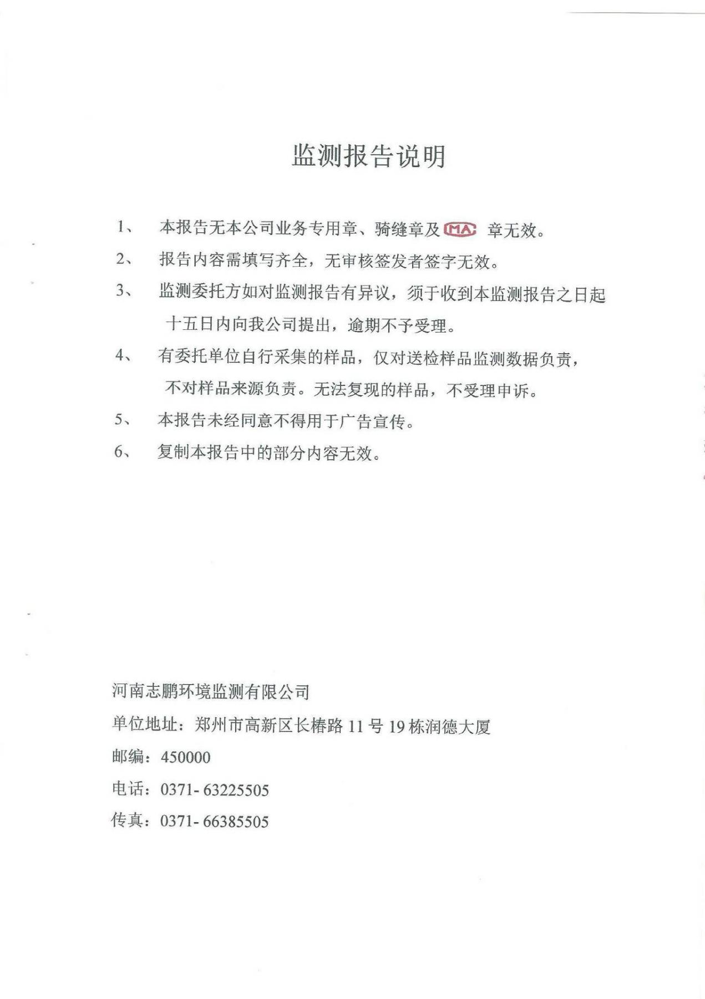 监测报告说明
1、 本报告无本公司业务专用章、骑缝章及 MA 章无效。
2、 报告内容需填写齐全，无审核签发者签字无效。
3、 监测委托方如对监测报告有异议，须于收到本监测报告之日起
十五日内向我公司提出，逾期不予受理。
4、 有委托单位自行采集的样品，仅对送检样品监测数据负责，
不对样品来源负责。无法复现的样品，不受理申诉。
5、 本报告未经同意不得用于广告宣传。
6、 复制本报告中的部分内容无效。
河南志鹏环境监测有限公司
单位地址：郑州市高新区长椿路 11 号 19 栋润德大厦
邮编：450000
电话：0371- 63225505
传真：0371- 66385505